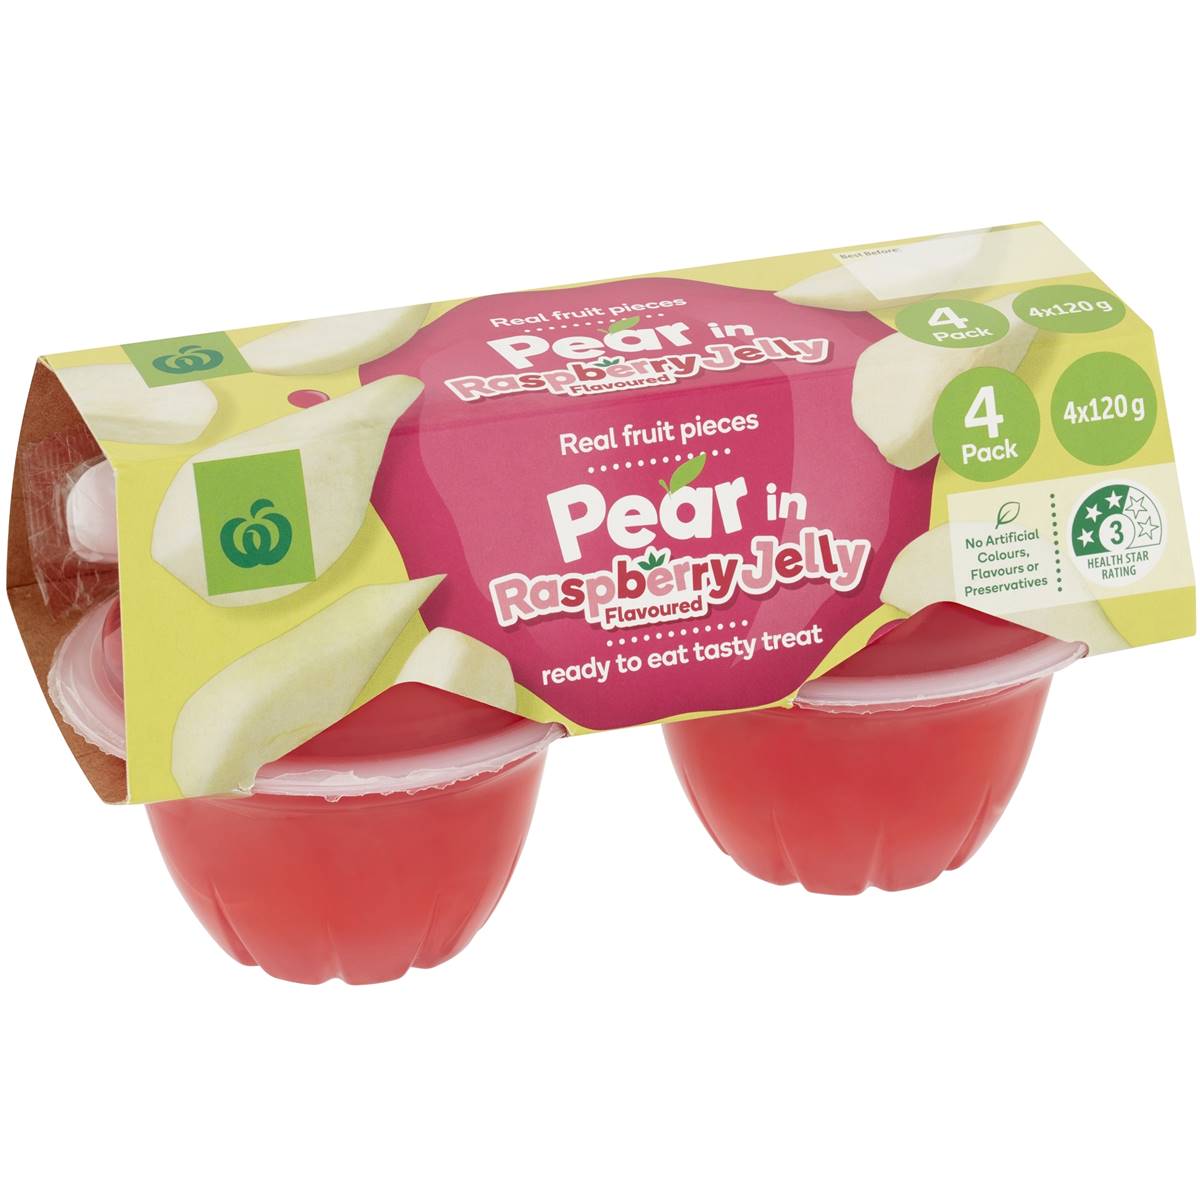 Best Before:
Real fruit pieces
Pear in
Raspberry Jelly
Flavoured
4
Pack
4x120 g
Real fruit pieces
Pear in
Raspberry Jelly
Flavoured
ready to eat tasty treat
4
Pack
4x120 g
No Artificial
Colours,
Flavours or
Preservatives
3
HEALTH STAR
RATING